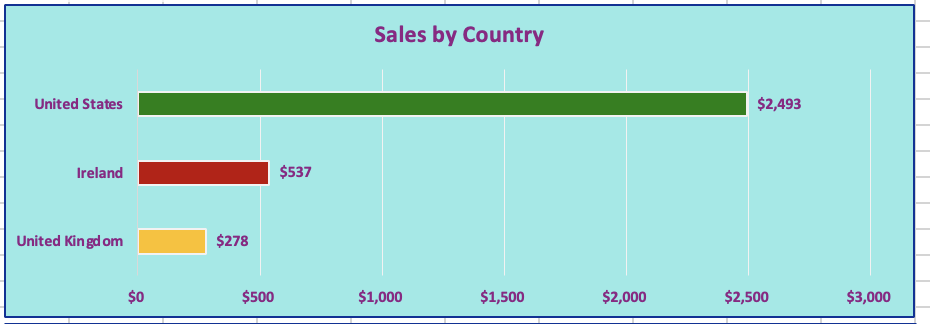 Sales by Country
United States $2,493
Ireland $537
United Kingdom $278
$0 $500 $1,000 $1,500 $2,000 $2,500 $3,000